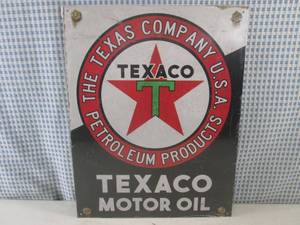 THE TEXAS COMPANY U.S.A.
TEXACO
T
PETROLEUM PRODUCTS
TEXACO
MOTOR OIL